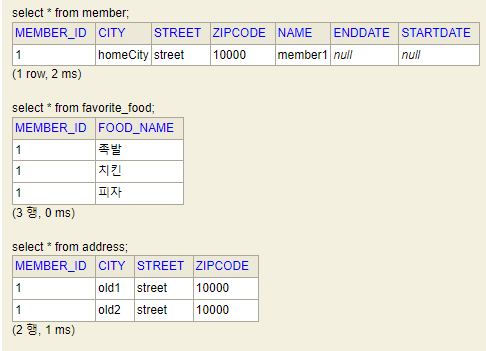 select * from member;
MEMBER_ID CITY STREET ZIPCODE NAME ENDDATE STARTDATE
1 homeCity street 10000 member1 null null
(1 row, 2 ms)
select * from favorite_food;
MEMBER_ID FOOD_NAME
1 족발
1 치킨
1 피자
(3 행, 0 ms)
select * from address;
MEMBER_ID CITY STREET ZIPCODE
1 old1 street 10000
1 old2 street 10000
(2 행, 1 ms)